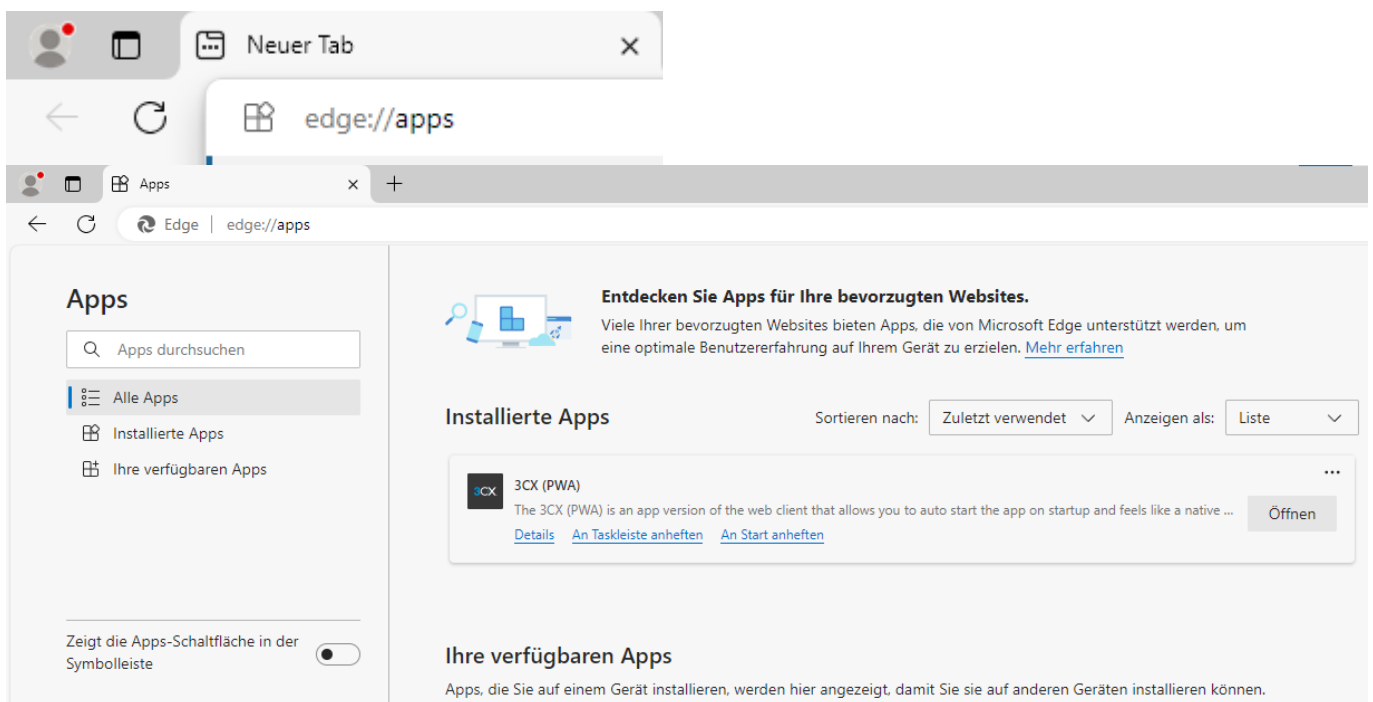 Neuer Tab
edge://apps
Apps
Edge | edge://apps
Apps
Apps durchsuchen
Alle Apps
Installierte Apps
Ihre verfügbaren Apps
Zeigt die Apps-Schaltfläche in der
Symbolleiste
Entdecken Sie Apps für Ihre bevorzugten Websites.
Viele Ihrer bevorzugten Websites bieten Apps, die von Microsoft Edge unterstützt werden, um
eine optimale Benutzererfahrung auf Ihrem Gerät zu erzielen. Mehr erfahren
Installierte Apps Sortieren nach: Zuletzt verwendet Anzeigen als: Liste
3CX 3CX (PWA)
The 3CX (PWA) is an app version of the web client that allows you to auto start the app on startup and feels like a native ...
Öffnen
Details An Taskleiste anheften An Start anheften
Ihre verfügbaren Apps
Apps, die Sie auf einem Gerät installieren, werden hier angezeigt, damit Sie sie auf anderen Geräten installieren können.